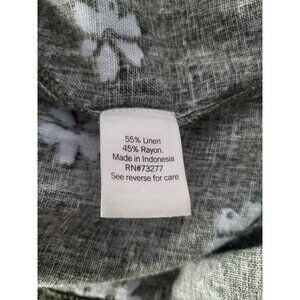 55% Linen
45% Rayon.
Made in Indonesia
RN#73277
See reverse for care